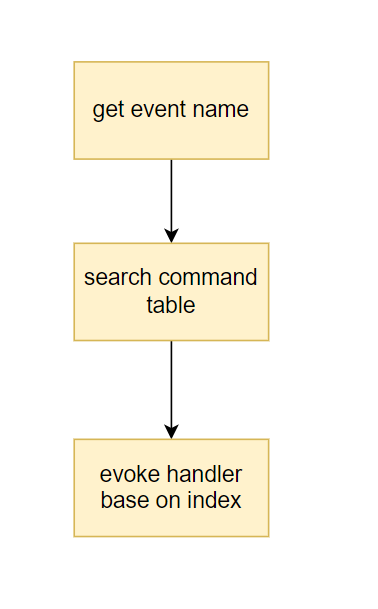 get event name
search command
table
evoke handler
base on index